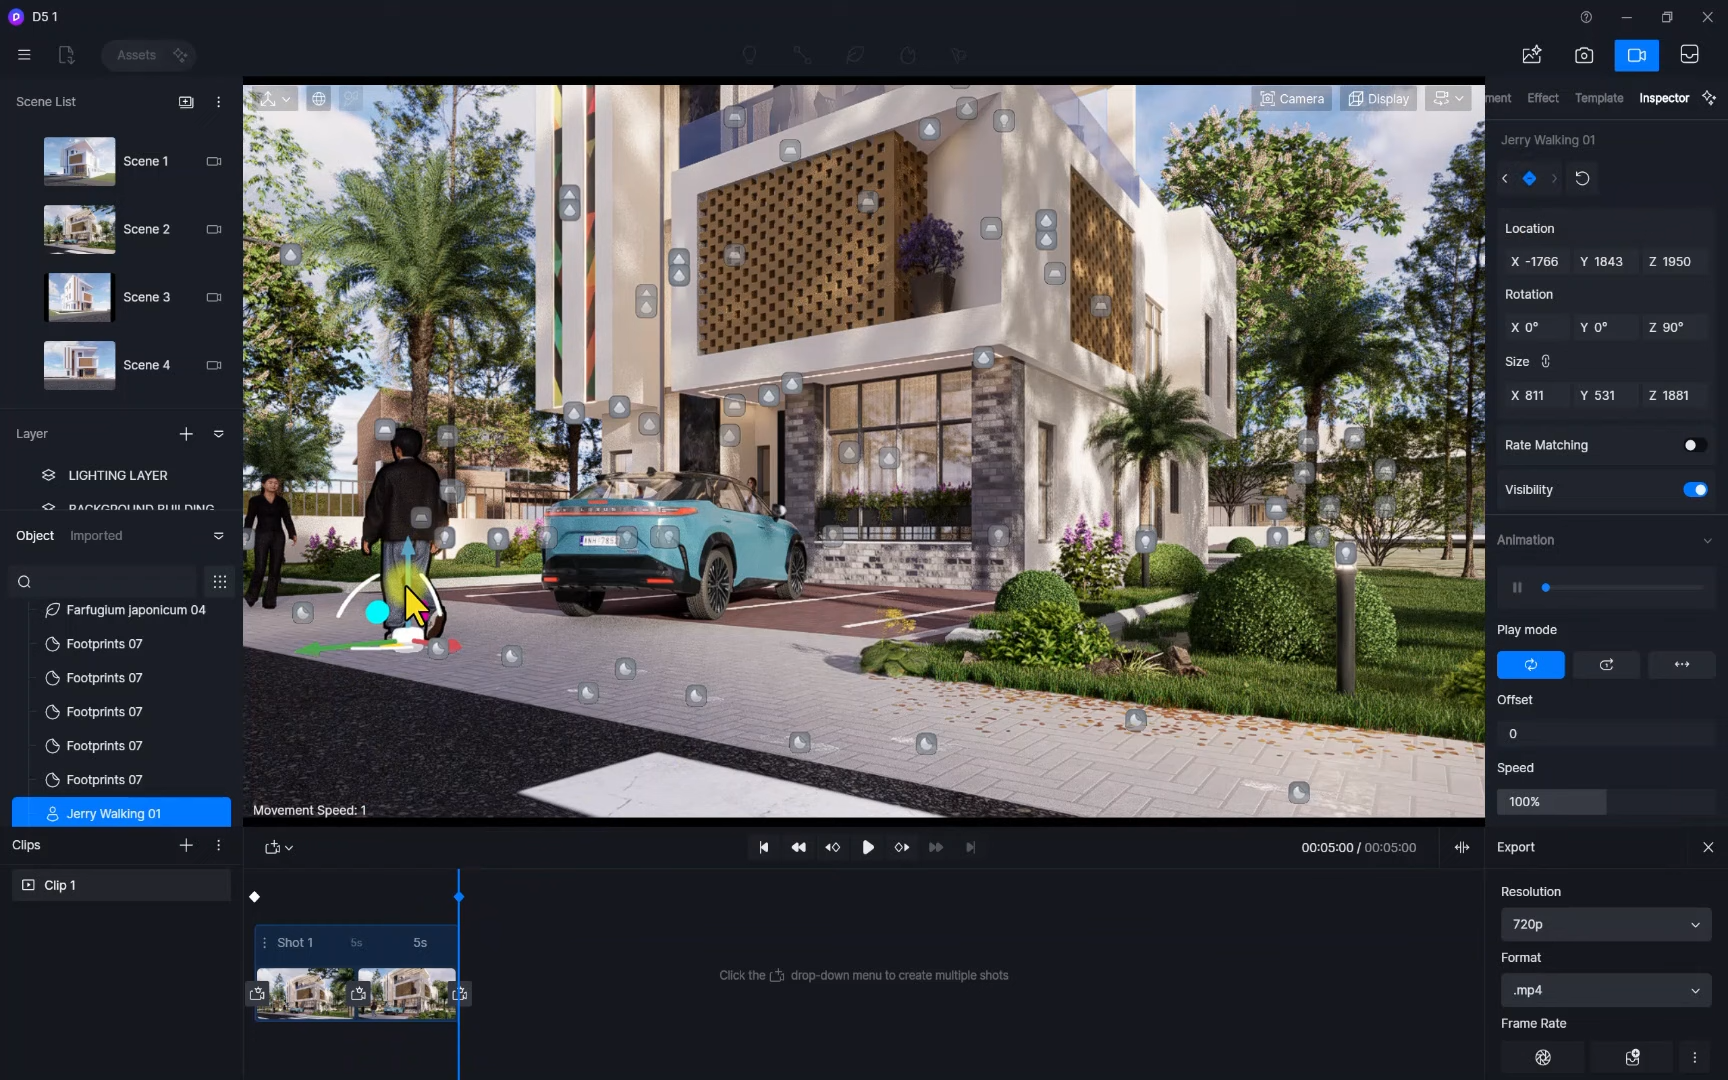 D5 1
Assets
Scene List
Camera
Display
ment
Effect
Template
Inspector
Jerry Walking 01
Scene 1
Scene 2
Scene 3
Scene 4
Location
X -1766
Y 1843
Z 1950
Rotation
X 0°
Y 0°
Z 90°
Size
X 811
Y 531
Z 1881
Layer
LIGHTING LAYER
BACKGROUND BUILDING
Rate Matching
Visibility
Object
Imported
Animation
Farfugium japonicum 04
Footprints 07
Footprints 07
Footprints 07
Footprints 07
Footprints 07
Jerry Walking 01
Play mode
Offset
0
Speed
100%
Movement Speed: 1
Clips
Clip 1
00:05:00 / 00:05:00
Shot 1
5s
5s
Click the drop-down menu to create multiple shots
Export
Resolution
720p
Format
.mp4
Frame Rate